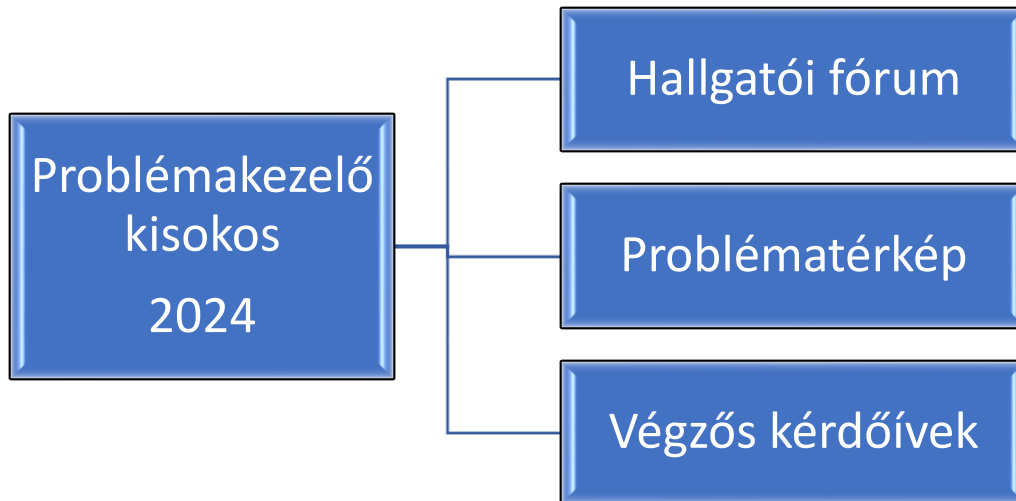 Problémakezelő
kisokos
2024
Hallgatói fórum
Problématérkép
Végzős kérdőívek